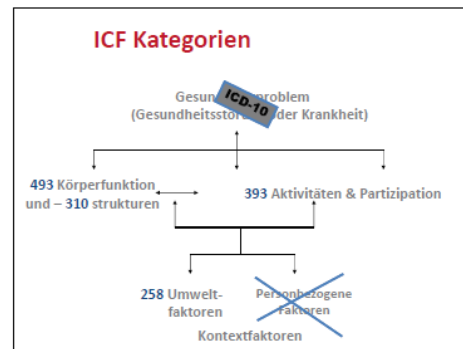 ICF Kategorien
ICD-10
(Gesundheitsstör oder Krankheit)
493 Körperfunktion
und – 310 strukturen
393 Aktivitäten & Partizipation
258 Umwelt-
faktoren
Personbezogene
Faktoren
Kontextfaktoren